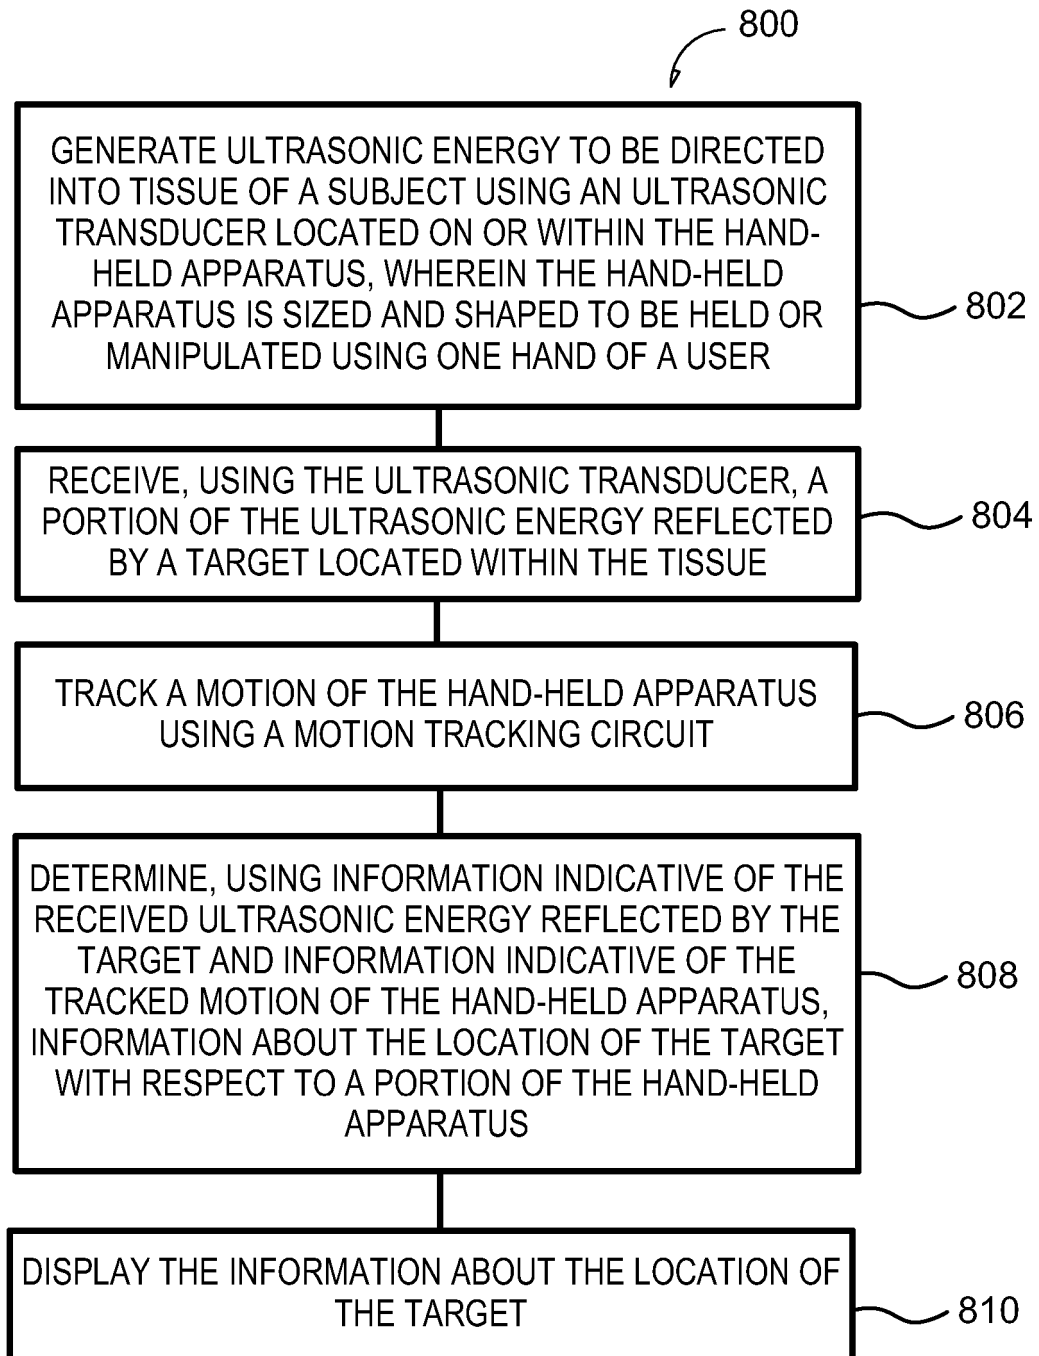 800
GENERATE ULTRASONIC ENERGY TO BE DIRECTED
INTO TISSUE OF A SUBJECT USING AN ULTRASONIC
TRANSDUCER LOCATED ON OR WITHIN THE HAND-
HELD APPARATUS, WHEREIN THE HAND-HELD
APPARATUS IS SIZED AND SHAPED TO BE HELD OR
MANIPULATED USING ONE HAND OF A USER
802
RECEIVE, USING THE ULTRASONIC TRANSDUCER, A
PORTION OF THE ULTRASONIC ENERGY REFLECTED
BY A TARGET LOCATED WITHIN THE TISSUE
804
TRACK A MOTION OF THE HAND-HELD APPARATUS
USING A MOTION TRACKING CIRCUIT
806
DETERMINE, USING INFORMATION INDICATIVE OF THE
RECEIVED ULTRASONIC ENERGY REFLECTED BY THE
TARGET AND INFORMATION INDICATIVE OF THE
TRACKED MOTION OF THE HAND-HELD APPARATUS,
INFORMATION ABOUT THE LOCATION OF THE TARGET
WITH RESPECT TO A PORTION OF THE HAND-HELD
APPARATUS
808
DISPLAY THE INFORMATION ABOUT THE LOCATION OF
THE TARGET
810